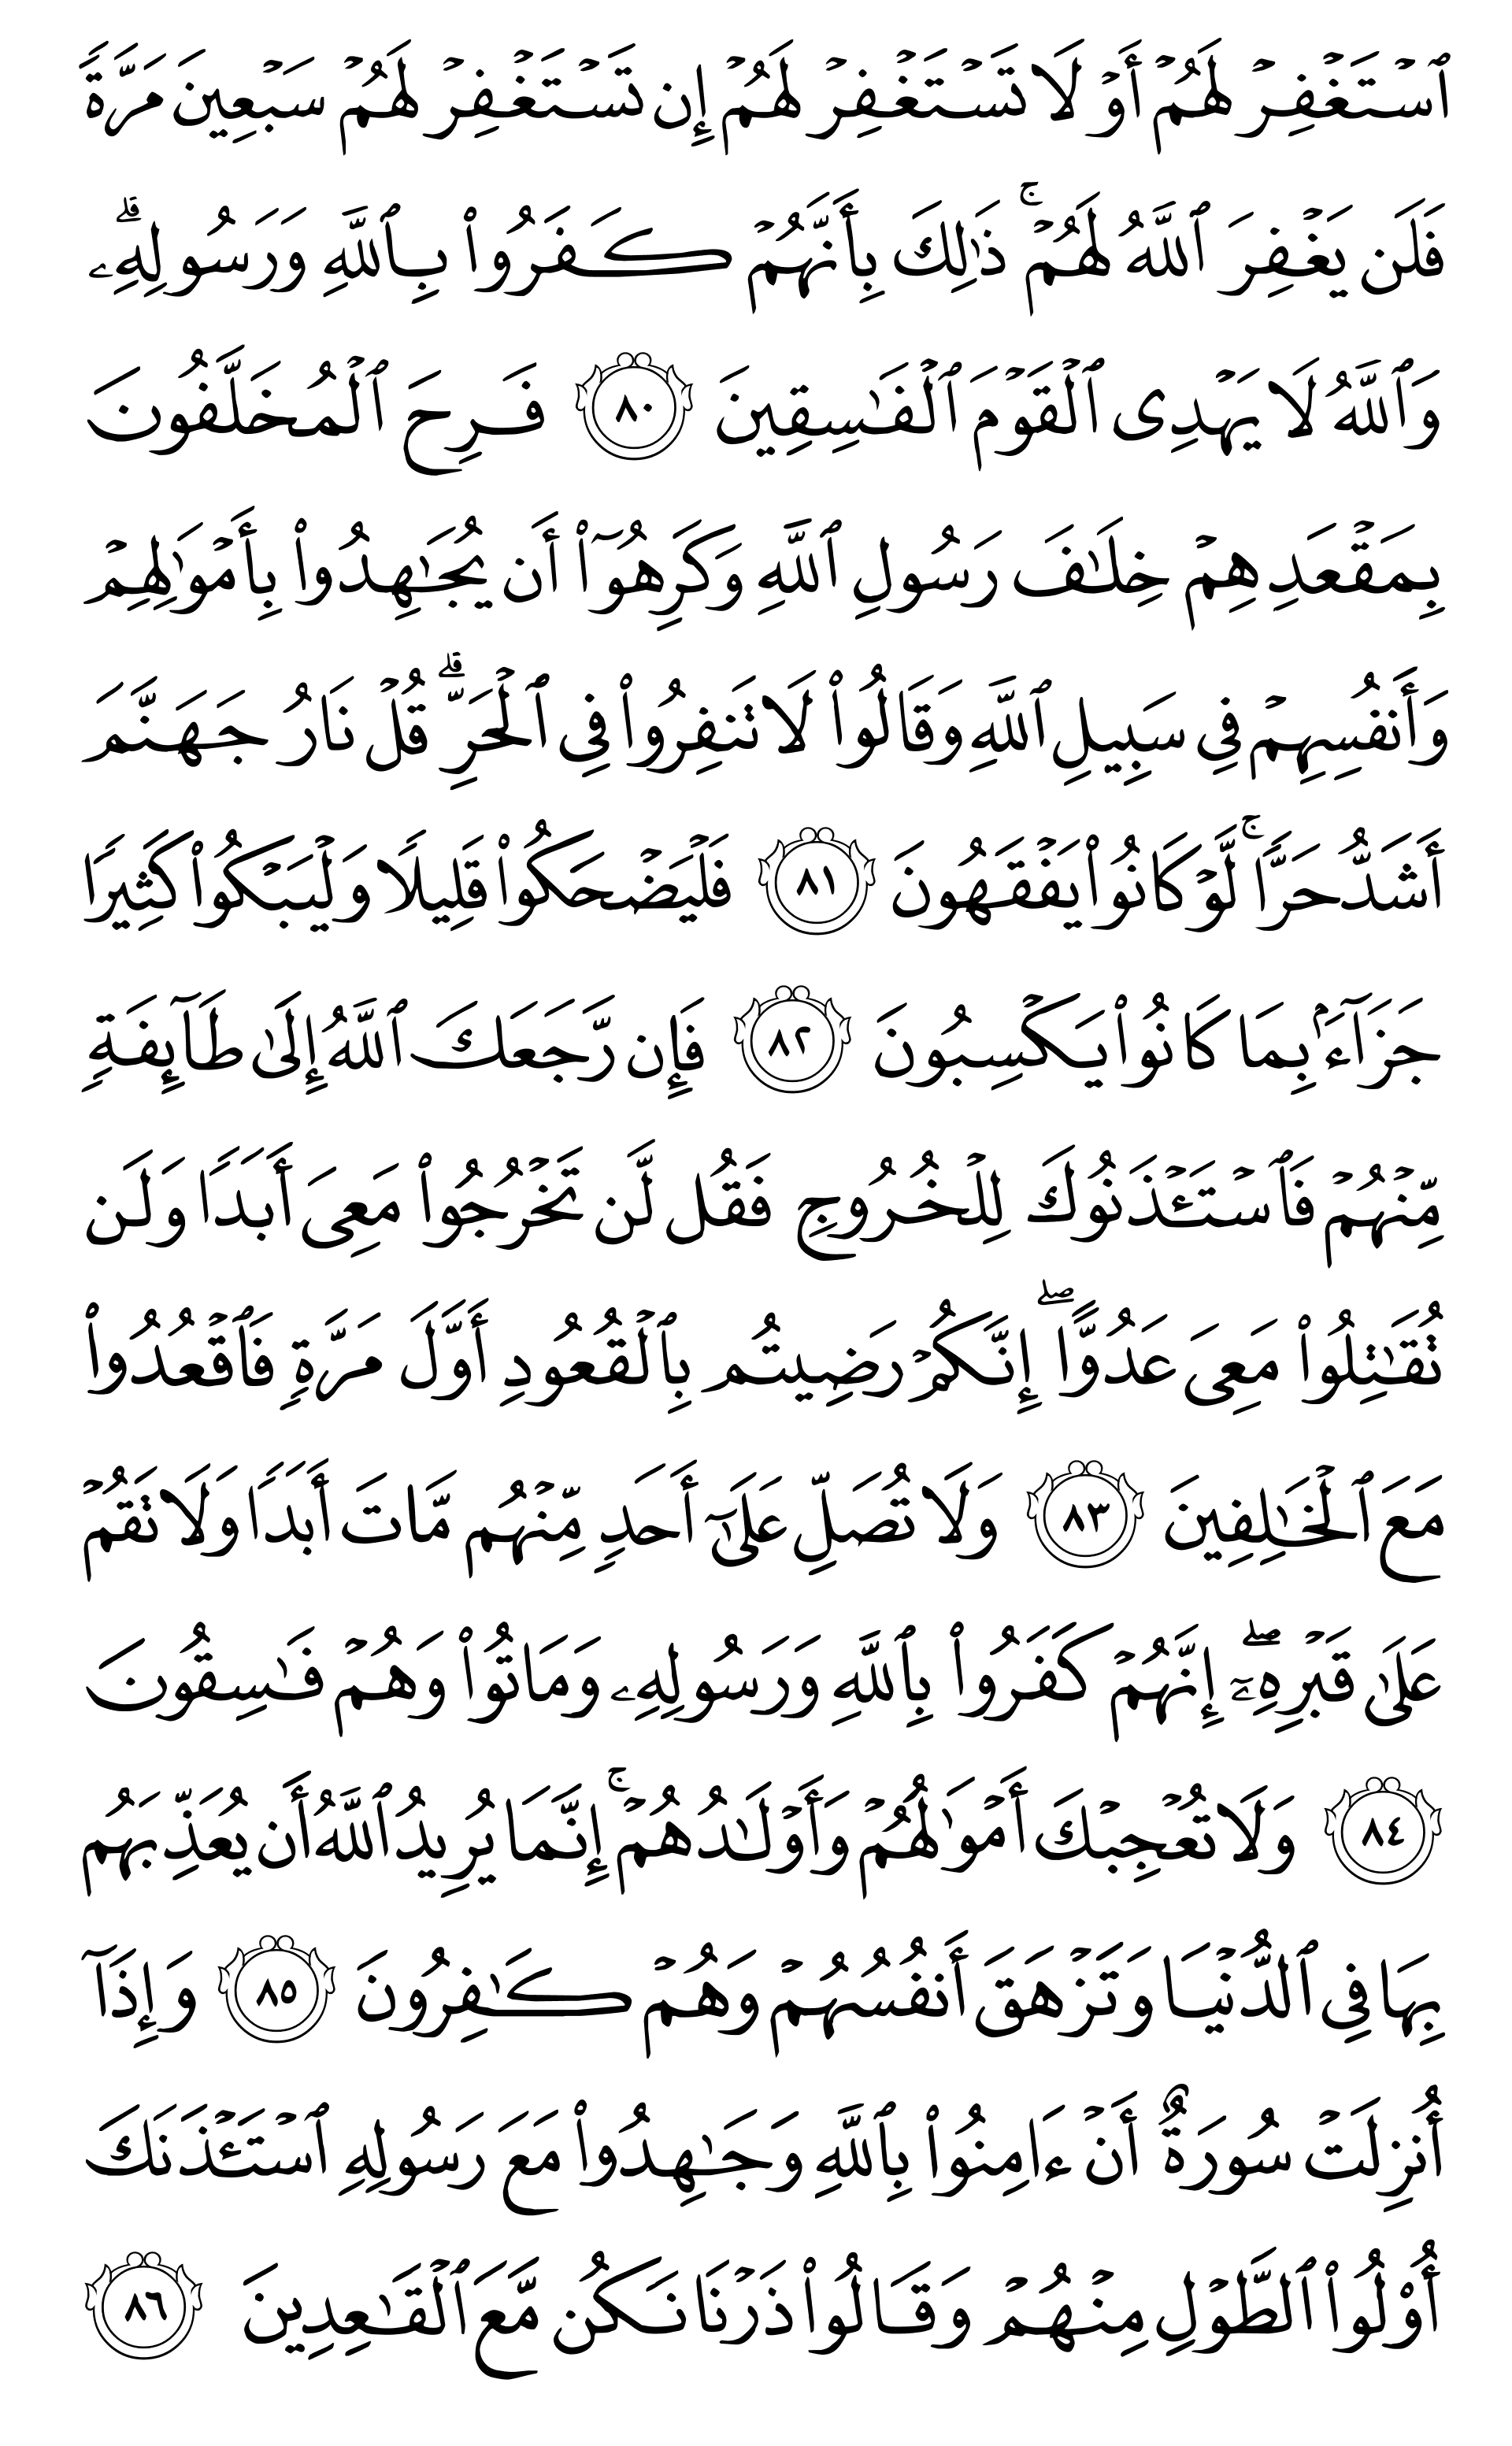 ٱسۡتَغۡفِرۡ لَهُمۡ أَوۡ لَا تَسۡتَغۡفِرۡ لَهُمۡ إِن تَسۡتَغۡفِرۡ لَهُمۡ سَبۡعِينَ مَرَّةٗ
فَلَن يَغۡفِرَ ٱللَّهُ لَهُمۡۚ ذَٰلِكَ بِأَنَّهُمۡ كَفَرُواْ بِٱللَّهِ وَرَسُولِهِۦۗ
وَٱللَّهُ لَا يَهۡدِى ٱلۡقَوۡمَ ٱلۡفَٰسِقِينَ ٨٠ فَرِحَ ٱلۡمُخَلَّفُونَ
بِمَقۡعَدِهِمۡ خِلَٰفَ رَسُولِ ٱللَّهِ وَكَرِهُوٓاْ أَن يُجَٰهِدُواْ بِأَمۡوَٰلِهِمۡ
وَأَنفُسِهِمۡ فِى سَبِيلِ ٱللَّهِ وَقَالُواْ لَا تَنفِرُواْ فِى ٱلۡحَرِّۗ قُلۡ نَارُ جَهَنَّمَ
أَشَدُّ حَرّٗاۚ لَّوۡ كَانُواْ يَفۡقَهُونَ ٨١ فَلۡيَضۡحَكُواْ قَلِيلٗا وَلۡيَبۡكُواْ كَثِيرٗا
جَزَآءَۢ بِمَا كَانُواْ يَكۡسِبُونَ ٨٢ فَإِن رَّجَعَكَ ٱللَّهُ إِلَىٰ طَآئِفَةٖ
مِّنۡهُمۡ فَٱسۡتَـٔۡذَنُوكَ لِلۡخُرُوجِ فَقُل لَّن تَخۡرُجُواْ مَعِىَ أَبَدٗا وَلَن
تُقَٰتِلُواْ مَعِىَ عَدُوًّاۖ إِنَّكُمۡ رَضِيتُم بِٱلۡقُعُودِ أَوَّلَ مَرَّةٖ فَٱقۡعُدُواْ
مَعَ ٱلۡخَٰلِفِينَ ٨٣ وَلَا تُصَلِّ عَلَىٰٓ أَحَدٖ مِّنۡهُم مَّاتَ أَبَدٗا وَلَا تَقُمۡ
عَلَىٰ قَبۡرِهِۦٓۖ إِنَّهُمۡ كَفَرُواْ بِٱللَّهِ وَرَسُولِهِۦ وَمَاتُواْ وَهُمۡ فَٰسِقُونَ
٨٤ وَلَا تُعۡجِبۡكَ أَمۡوَٰلُهُمۡ وَأَوۡلَٰدُهُمۡۚ إِنَّمَا يُرِيدُ ٱللَّهُ أَن يُعَذِّبَهُم
بِهَا فِى ٱلدُّنۡيَا وَتَزۡهَقَ أَنفُسُهُمۡ وَهُمۡ كَٰفِرُونَ ٨٥ وَإِذَآ
أُنزِلَتۡ سُورَةٌ أَنۡ ءَامِنُواْ بِٱللَّهِ وَجَٰهِدُواْ مَعَ رَسُولِهِ ٱسۡتَـٔۡذَنَكَ
أُوْلُواْ ٱلطَّوۡلِ مِنۡهُمۡ وَقَالُواْ ذَرۡنَا نَكُن مَّعَ ٱلۡقَٰعِدِينَ ٨٦